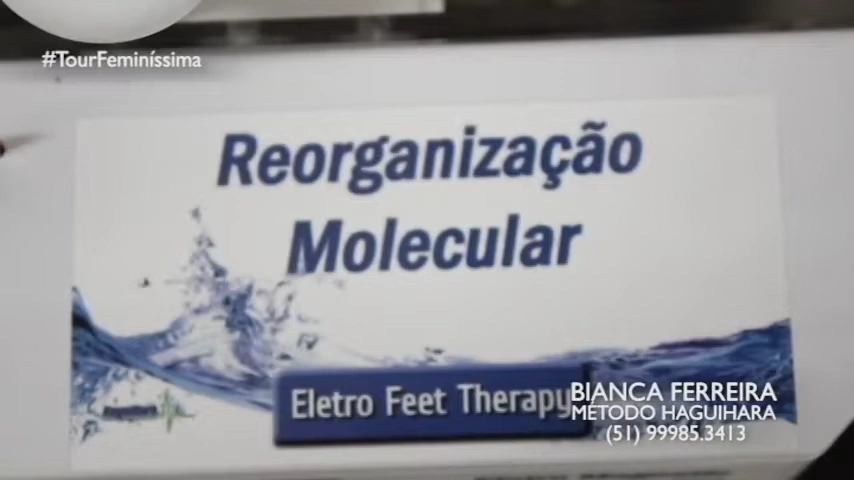 #TourFeminíssima
Reorganização
Molecular
Eletro Feet Therapy
BIANCA FERREIRA
MÉTODO HAGUIHARA
(51) 99985.3413